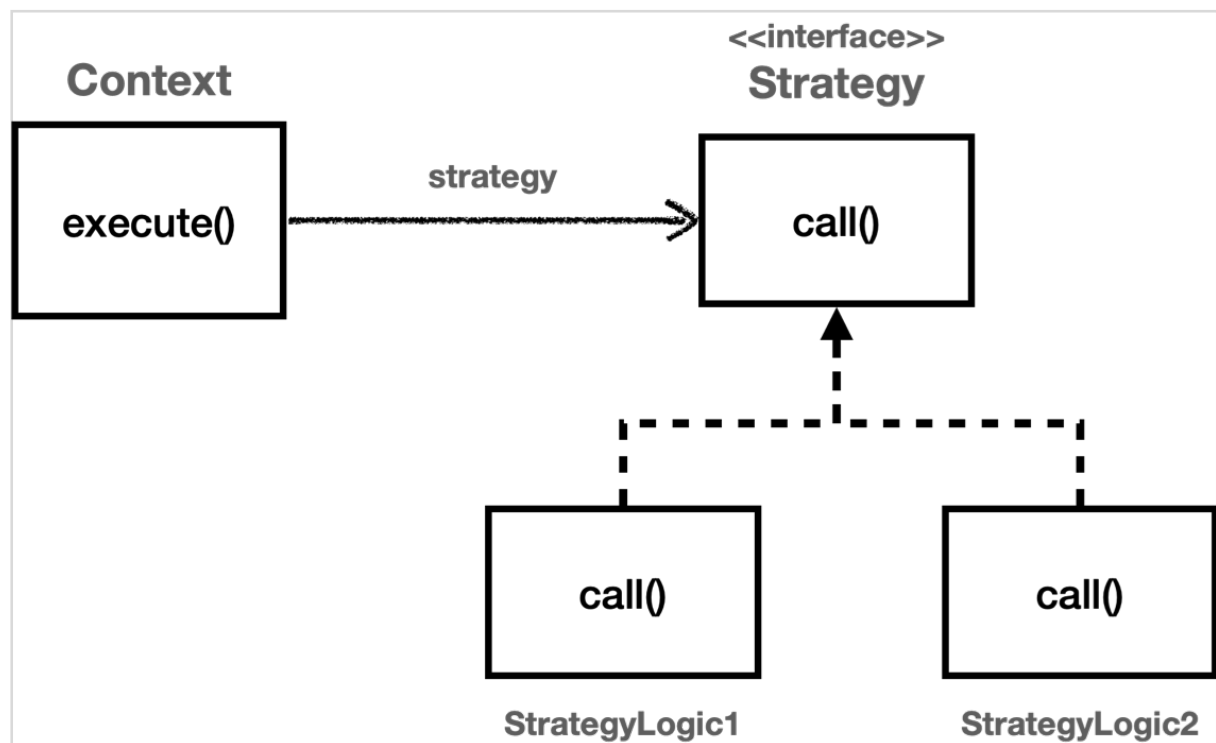 <<interface>>
Context
Strategy
strategy
execute()
call()
call()
call()
StrategyLogic1
StrategyLogic2